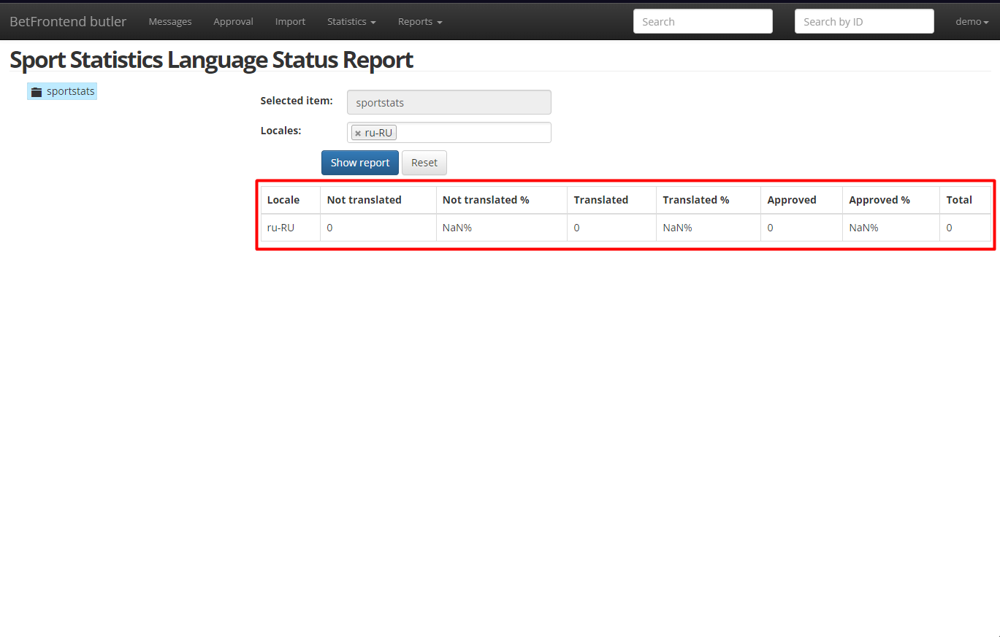 BetFrontend butler Messages Approval Import Statistics Reports Search Search by ID demo
Sport Statistics Language Status Report
sportstats
Selected item: sportstats
Locales: × ru-RU
Show report Reset
Locale Not translated Not translated % Translated Translated % Approved Approved % Total
ru-RU 0 NaN% 0 NaN% 0 NaN% 0